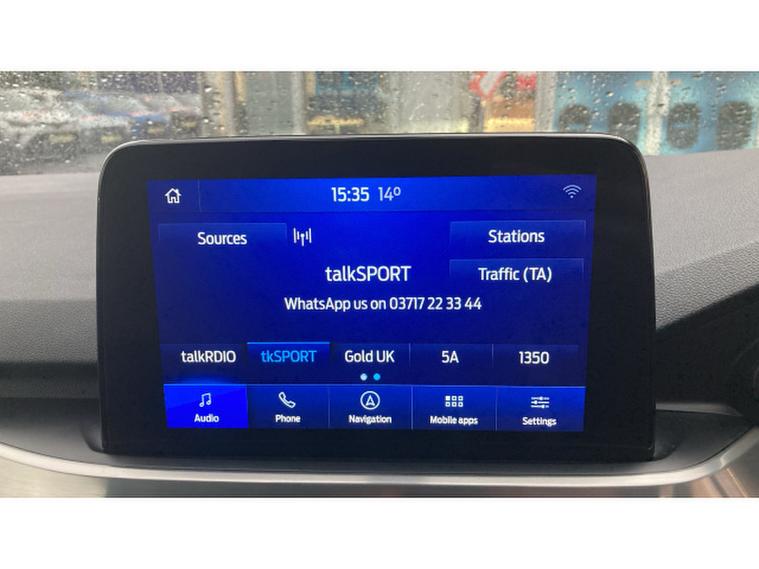 15:35 14º
Sources
Stations
talkSPORT
Traffic (TA)
WhatsApp us on 03717 22 33 44
talkRDIO tkSPORT Gold UK 5A 1350
Audio Phone Navigation Mobile apps Settings